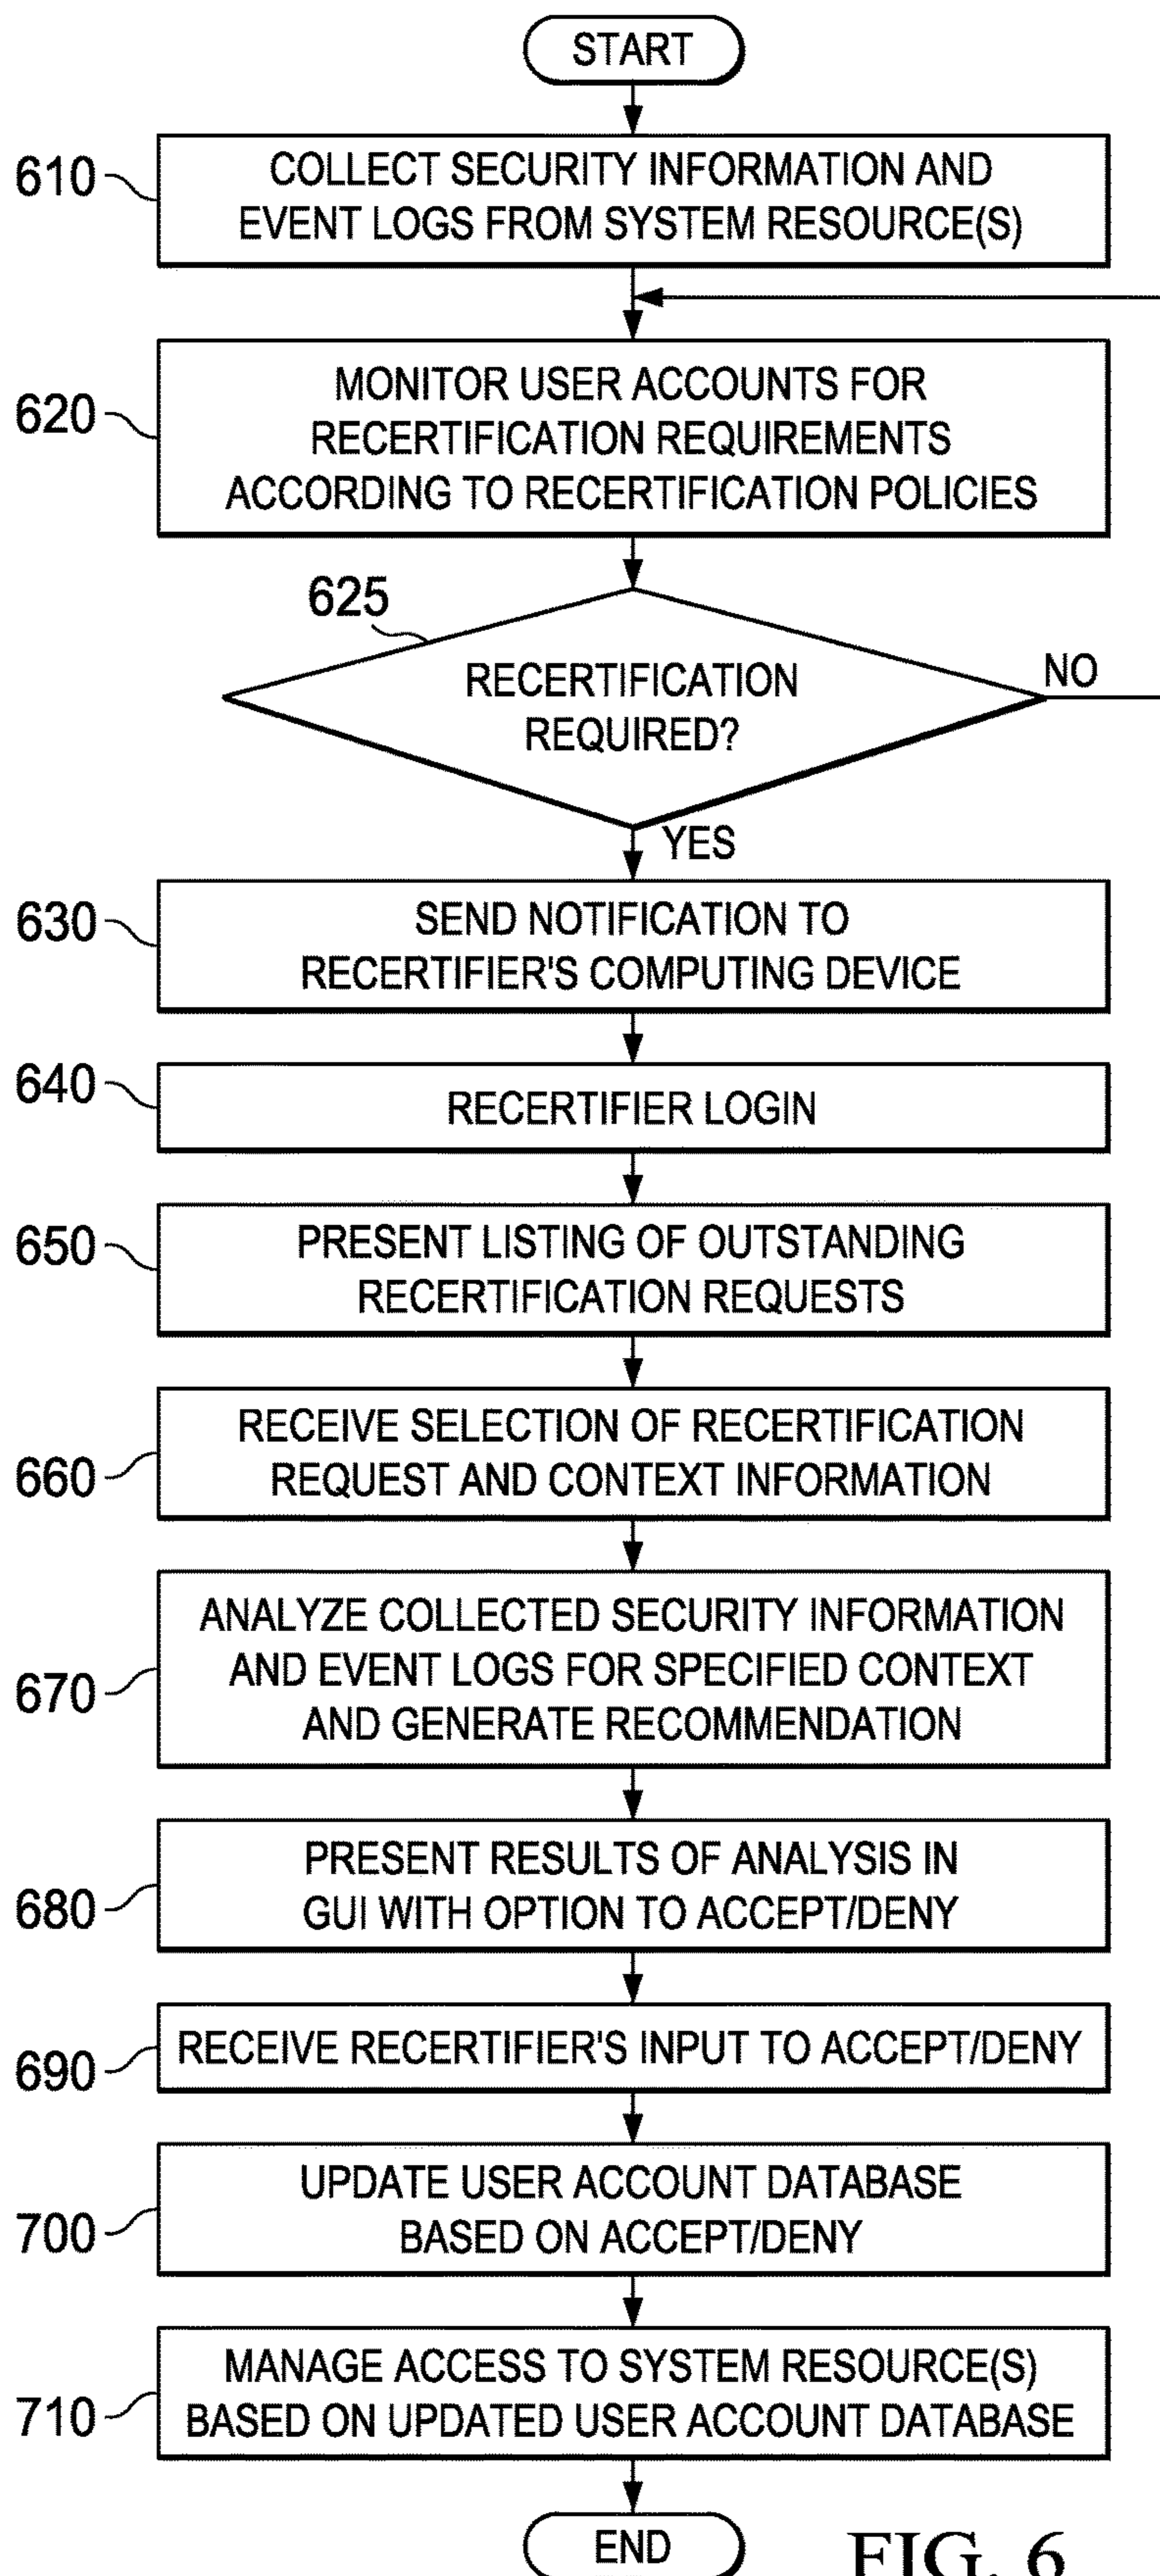 START
610
COLLECT SECURITY INFORMATION AND
EVENT LOGS FROM SYSTEM RESOURCE(S)
620
MONITOR USER ACCOUNTS FOR
RECERTIFICATION REQUIREMENTS
ACCORDING TO RECERTIFICATION POLICIES
625
RECERTIFICATION
REQUIRED?
NO
YES
630
SEND NOTIFICATION TO
RECERTIFIER'S COMPUTING DEVICE
640
RECERTIFIER LOGIN
650
PRESENT LISTING OF OUTSTANDING
RECERTIFICATION REQUESTS
660
RECEIVE SELECTION OF RECERTIFICATION
REQUEST AND CONTEXT INFORMATION
670
ANALYZE COLLECTED SECURITY INFORMATION
AND EVENT LOGS FOR SPECIFIED CONTEXT
AND GENERATE RECOMMENDATION
680
PRESENT RESULTS OF ANALYSIS IN
GUI WITH OPTION TO ACCEPT/DENY
690
RECEIVE RECERTIFIER'S INPUT TO ACCEPT/DENY
700
UPDATE USER ACCOUNT DATABASE
BASED ON ACCEPT/DENY
710
MANAGE ACCESS TO SYSTEM RESOURCE(S)
BASED ON UPDATED USER ACCOUNT DATABASE
END
FIG. 6